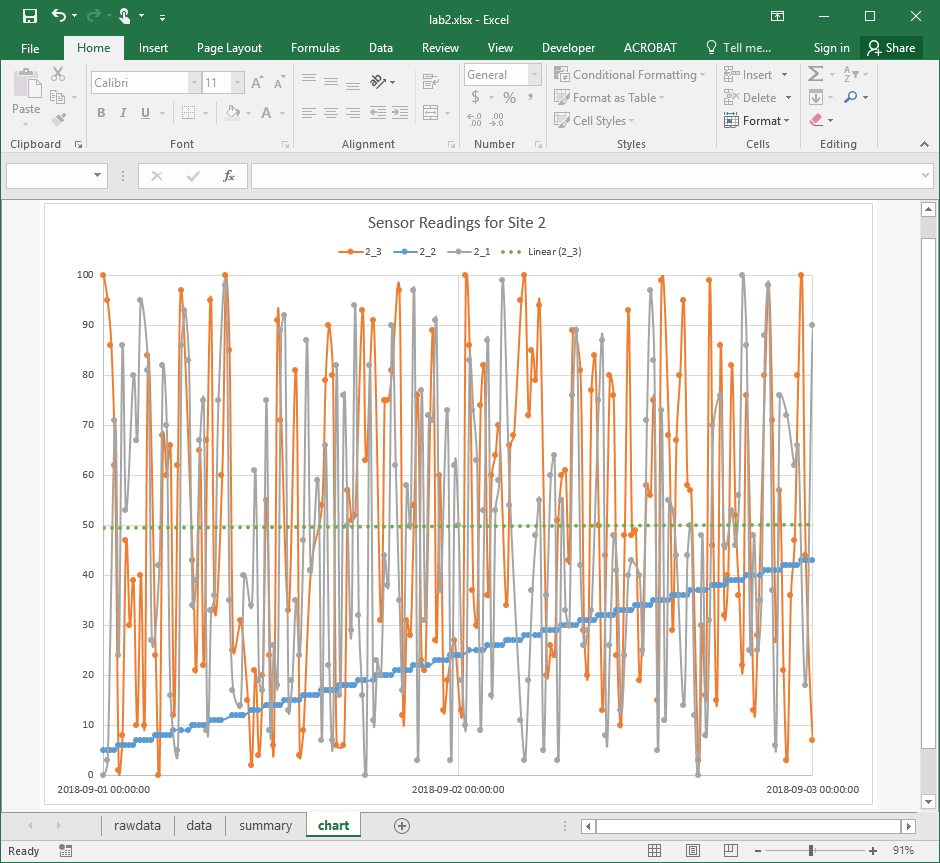 lab2.xlsx - Excel
File Home Insert Page Layout Formulas Data Review View Developer ACROBAT Tell me... Sign in Share
Calibri 11 General Conditional Formatting Insert
Paste B I U A $ % , Format as Table Delete
Cell Styles Format
Clipboard Font Alignment Number Styles Cells Editing
fx
Sensor Readings for Site 2
2_3 2_2 2_1 Linear (2_3)
100
90
80
70
60
50
40
30
20
10
0
2018-09-01 00:00:00 2018-09-02 00:00:00 2018-09-03 00:00:00
rawdata data summary chart
Ready 91%